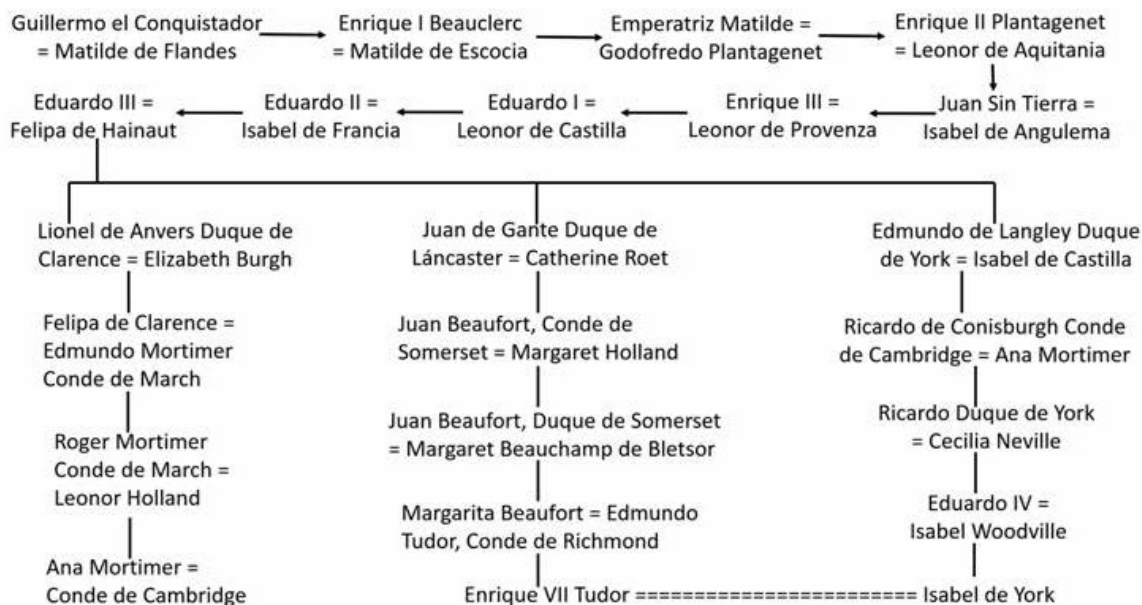 Guillermo el Conquistador
= Matilde de Flandes
Enrique I Beauclerc
= Matilde de Escocia
Emperatriz Matilde =
Godofredo Plantagenet
Enrique II Plantagenet
= Leonor de Aquitania
Eduardo III =
Felipa de Hainaut
Eduardo II =
Isabel de Francia
Eduardo I =
Leonor de Castilla
Enrique III =
Leonor de Provenza
Juan Sin Tierra =
Isabel de Angulema
Lionel de Anvers Duque de
Clarence = Elizabeth Burgh
Juan de Gante Duque de
Láncaster = Catherine Roet
Edmundo de Langley Duque
de York = Isabel de Castilla
Felipa de Clarence =
Edmundo Mortimer
Conde de March
Juan Beaufort, Conde de
Somerset = Margaret Holland
Ricardo de Conisburgh Conde
de Cambridge = Ana Mortimer
Roger Mortimer
Conde de March =
Leonor Holland
Juan Beaufort, Duque de Somerset
= Margaret Beauchamp de Bletsor
Ricardo Duque de York
= Cecilia Neville
Ana Mortimer =
Conde de Cambridge
Margarita Beaufort = Edmundo
Tudor, Conde de Richmond
Eduardo IV =
Isabel Woodville
Enrique VII Tudor ======================== Isabel de York